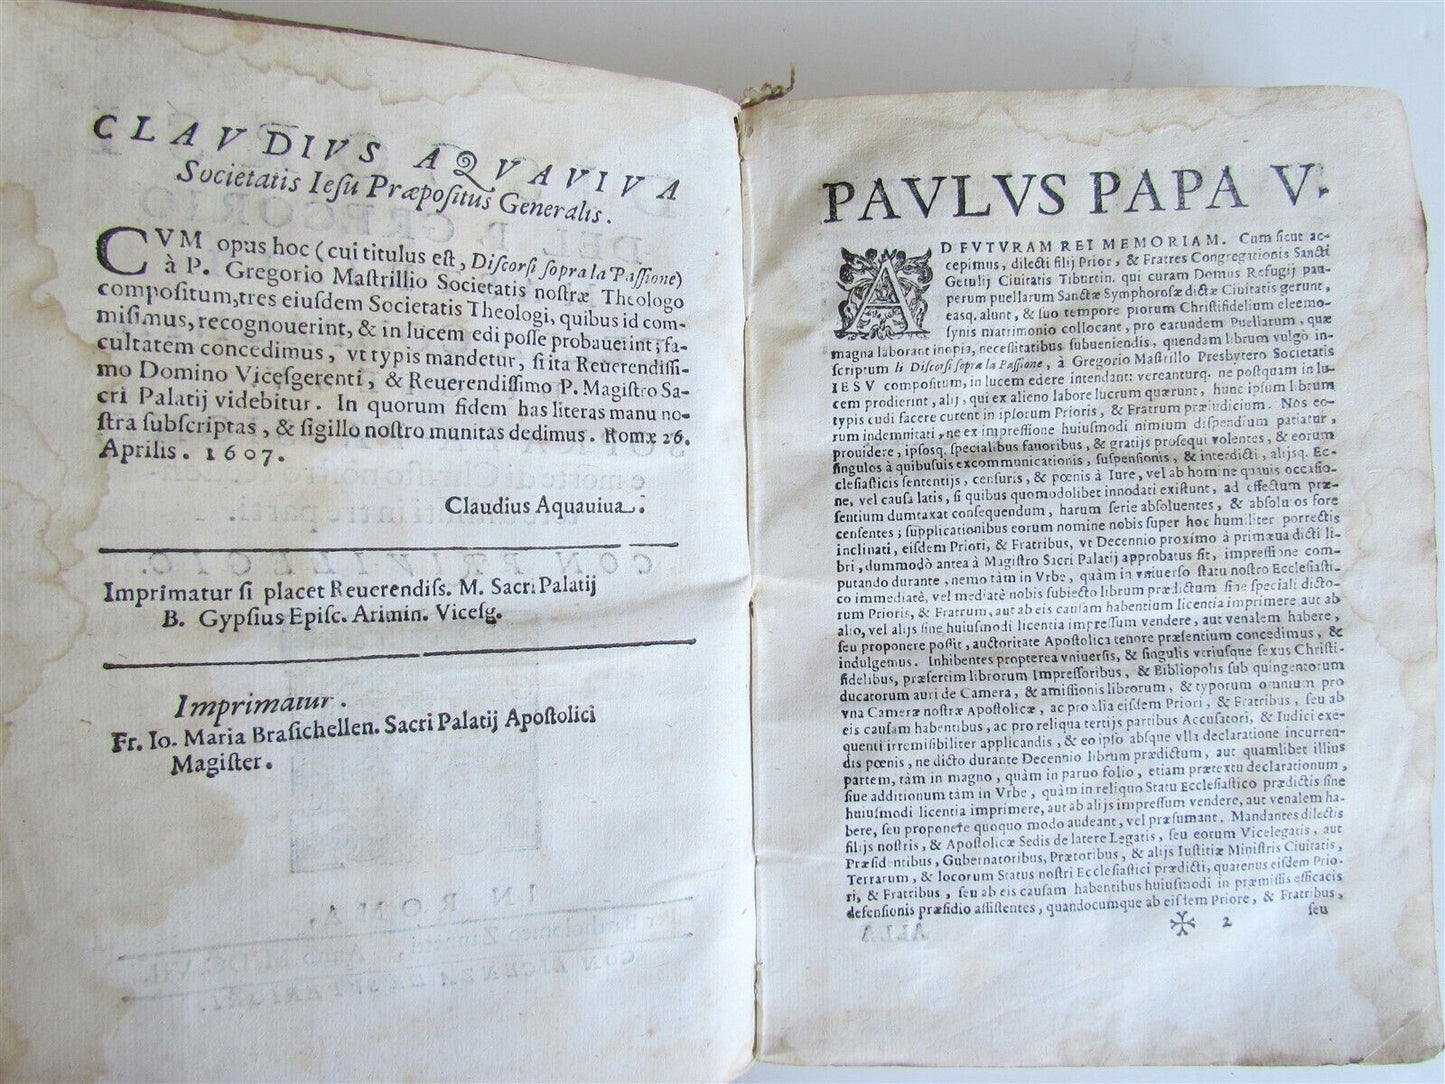 CLAVDIVS AQVAVIVA
Societatis Ieſu Præpoſitus Generalis.
CVM opus hoc (cui titulus eſt, Diſcorſi ſopra la Paſſione)
à P. Gregorio Maſtrillio Societatis noſtræ Theologo
compoſitum, tres eiuſdem Societatis Theologi, quibus id com-
miſimus, recognouerint, & in lucem edi poſſe probauerint; fa-
cultatem concedimus, vt typis mandetur, ſi ita Reuerendiſſi-
mo Domino Viceſgerenti, & Reuerendiſſimo P. Magiſtro Sa-
cri Palatij videbitur. In quorum fidem has literas manu no-
ſtra ſubſcriptas, & ſigillo noſtro munitas dedimus. Romæ 26.
Aprilis. 1607.
Claudius Aquauiua.
Imprimatur ſi placet Reuerendiſs. M. Sacri Palatij
B. Gypſius Epiſc. Arimin. Viceſg.
Imprimatur.
Fr. Io. Maria Braſichellen. Sacri Palatij Apoſtolici
Magiſter.
PAVLVS PAPA V.
AD FVTVRAM REI MEMORIAM. Cum ſicut ac-
cepimus, dilecti filij Prior, & Fratres Congregationis Sancti
Getulij Ciuitatis Tiburtin. qui curam Domus Refugij pau-
perum puellarum Sanctæ Symphoroſæ dictæ Ciuitatis gerunt,
easq. alunt, & ſuo tempore piorum Chriſtifidelium eleemo-
ſynis matrimonio collocant, pro earundem Puellarum, quæ
magna laborant inopia, neceſſitatibus ſubueniendis, quendam librum vulgò in-
ſcriptum li Diſcorſi ſopra la Paſſione, à Gregorio Maſtrillo Presbytero Societatis
IESV compoſitum, in lucem edere intendant: vereanturq. ne poſtquam in lu-
cem prodierint, alij, qui ex alieno labore lucrum quærunt, hunc ipſum librum
typis cudi facere curent in ipſorum Prioris, & Fratrum præiudicium. Nos eo-
rum indemnitati, ne ex impreſſione huiuſmodi nimium diſpendium patiatur,
prouidere, ipſosq. ſpecialibus fauoribus, & gratijs proſequi volentes, & eorum
ſingulos à quibuſuis excommunicationis, ſuſpenſionis, & interdicti, alijsq. Ec-
cleſiaſticis ſententijs, cenſuris, & pœnis à Iure, vel ab homine quauis occaſio-
ne, vel cauſa latis, ſi quibus quomodolibet innodati exiſtunt, ad effectum præ-
ſentium dumtaxat conſequendum, harum ſerie abſoluentes, & abſolutos fore
cenſentes; ſupplicationibus eorum nomine nobis ſuper hoc humiliter porrectis
inclinati, eiſdem Priori, & Fratribus, vt Decennio proximo à primæua dicti li-
bri, dummodò antea à Magiſtro Sacri Palatij approbatus ſit, impreſſione com-
putando durante, nemo tàm in Vrbe, quàm in vniuerſo ſtatu noſtro Eccleſiaſti-
co immediatè, vel mediatè nobis ſubiecto librum prædictum ſine ſpeciali dicto-
rum Prioris, & Fratrum, aut ab eis cauſam habentium licentia imprimere aut ab
alio, vel alijs ſine huiuſmodi licentia impreſſum vendere, aut venalem habere,
ſeu proponere poſſit, auctoritate Apoſtolica tenore præſentium concedimus, &
indulgemus. Inhibentes propterea vniuerſis, & ſingulis vtriuſque ſexus Chriſti-
fidelibus, præſertim librorum Impreſſoribus, & Bibliopolis ſub quingentorum
ducatorum auri de Camera, & amiſſionis librorum, & typorum omnium pro
vna Cameræ noſtræ Apoſtolicæ, ac pro alia eiſdem Priori, & Fratribus, ſeu ab
eis cauſam habentibus, ac pro reliqua tertijs partibus Accuſatori, & Iudici exe-
quenti irremiſibiliter applicandis, & eo ipſo abſque vlla declaratione incurren-
dis pœnis, ne dicto durante Decennio librum prædictum, aut quamlibet illius
partem, tàm in magno, quàm in paruo folio, etiam prætextu declarationum,
ſiue additionum tàm in Vrbe, quàm in reliquo Statu Eccleſiaſtico prædictis ſine
huiuſmodi licentia imprimere, aut ab alijs impreſſum vendere, aut venalem ha-
bere, ſeu proponere quoquo modo audeant, vel præſumant. Mandantes dilectis
filijs noſtris, & Apoſtolicæ Sedis de latere Legatis, ſeu eorum Vicelegatis, aut
Præſidentibus, Gubernatoribus, Prætoribus, & alijs Iuſtitiæ Miniſtris Ciuitatis,
Terrarum, & locorum Status noſtri Eccleſiaſtici prædicti, quatenus eiſdem Prio-
ri, & Fratribus, ſeu ab eis cauſam habentibus huiuſmodi in præmiſſis efficacis
defenſionis præſidio aſſiſtentes, quandocumque ab eiſdem Priore, & Fratribus,
2 ſeu